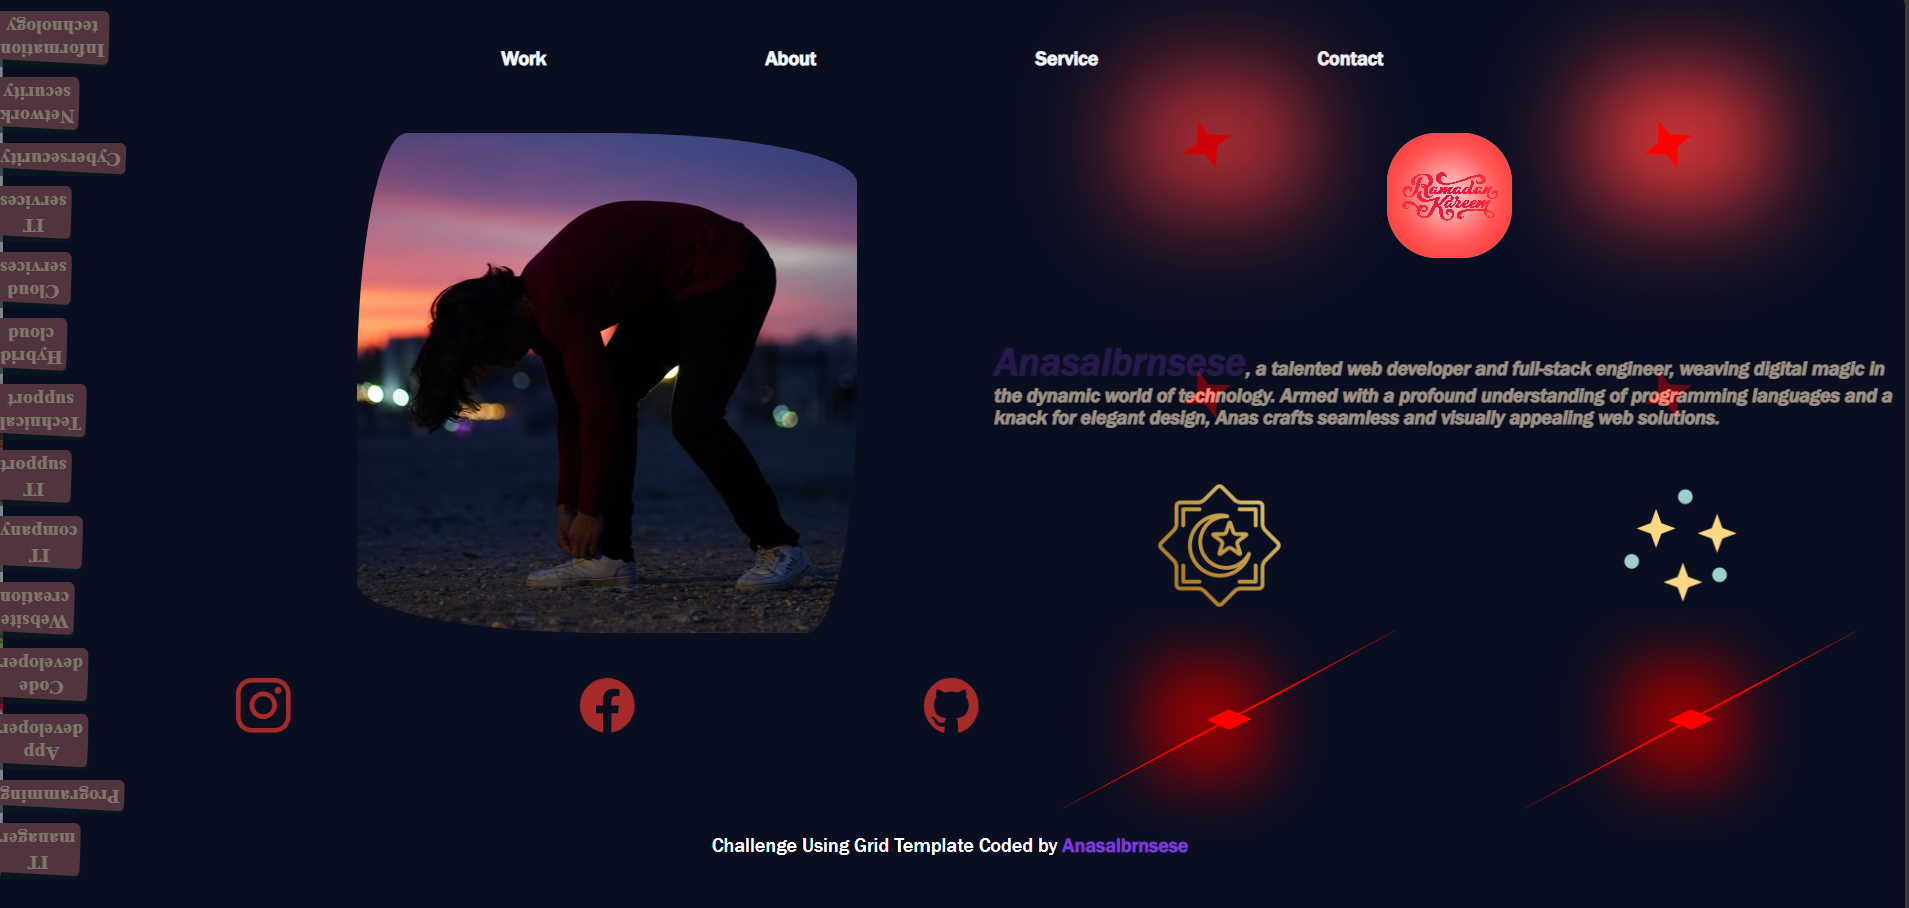 Work About Service Contact
Ramadan
Kareem
Anasalbrnsese, a talented web developer and full-stack engineer, weaving digital magic in
the dynamic world of technology. Armed with a profound understanding of programming languages and a
knack for elegant design, Anas crafts seamless and visually appealing web solutions.
Challenge Using Grid Template Coded by Anasalbrnsese
IT
manager
Programming
App
developer
Code
developer
Website
creation
IT
company
IT
support
Technical
support
Hybrid
cloud
Cloud
services
IT
services
Cybersecurity
Network
security
Information
technology